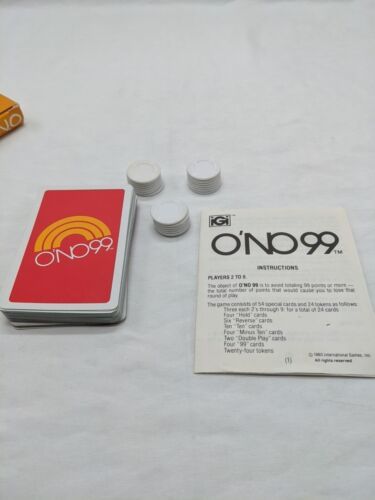 NO
O'NO99
iGi
O'NO 99 TM
INSTRUCTIONS
PLAYERS 2 TO 8.
The object of O'NO 99 is to avoid totaling 99 points or more —
the total number of points that would cause you to lose that
round of play.
The game consists of 54 special cards and 24 tokens as follows
Three each 2's through 9: for a total of 24 cards
Four "Hold" cards
Six "Reverse" cards
Ten "Ten" cards
Four "Minus Ten" cards
Two "Double Play" cards
Four "99" cards
Twenty-four tokens
(1)
© 1980 International Games, Inc.
All rights reserved.